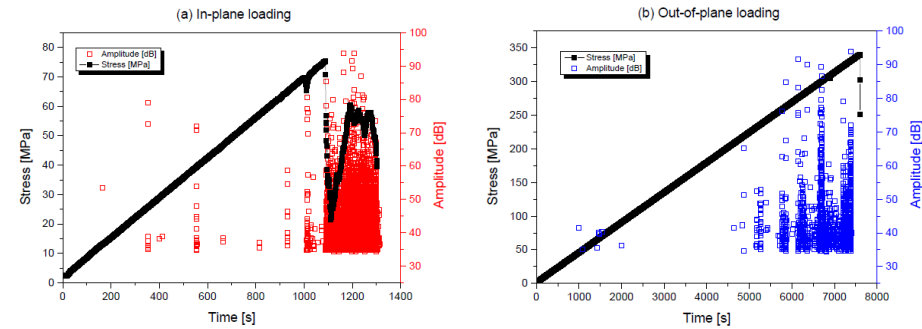 (a) In-plane loading
Amplitude [dB]
Stress [MPa]
Stress [MPa]
80
75
70
65
60
55
50
45
40
35
30
25
20
15
10
5
0
100
90
80
70
60
50
40
30
Amplitude [dB]
0 200 400 600 800 1000 1200 1400
Time [s]
(b) Out-of-plane loading
Stress [MPa]
Amplitude [dB]
Stress [MPa]
350
300
250
200
150
100
50
0
100
90
80
70
60
50
40
30
Amplitude [dB]
0 1000 2000 3000 4000 5000 6000 7000 8000
Time [s]